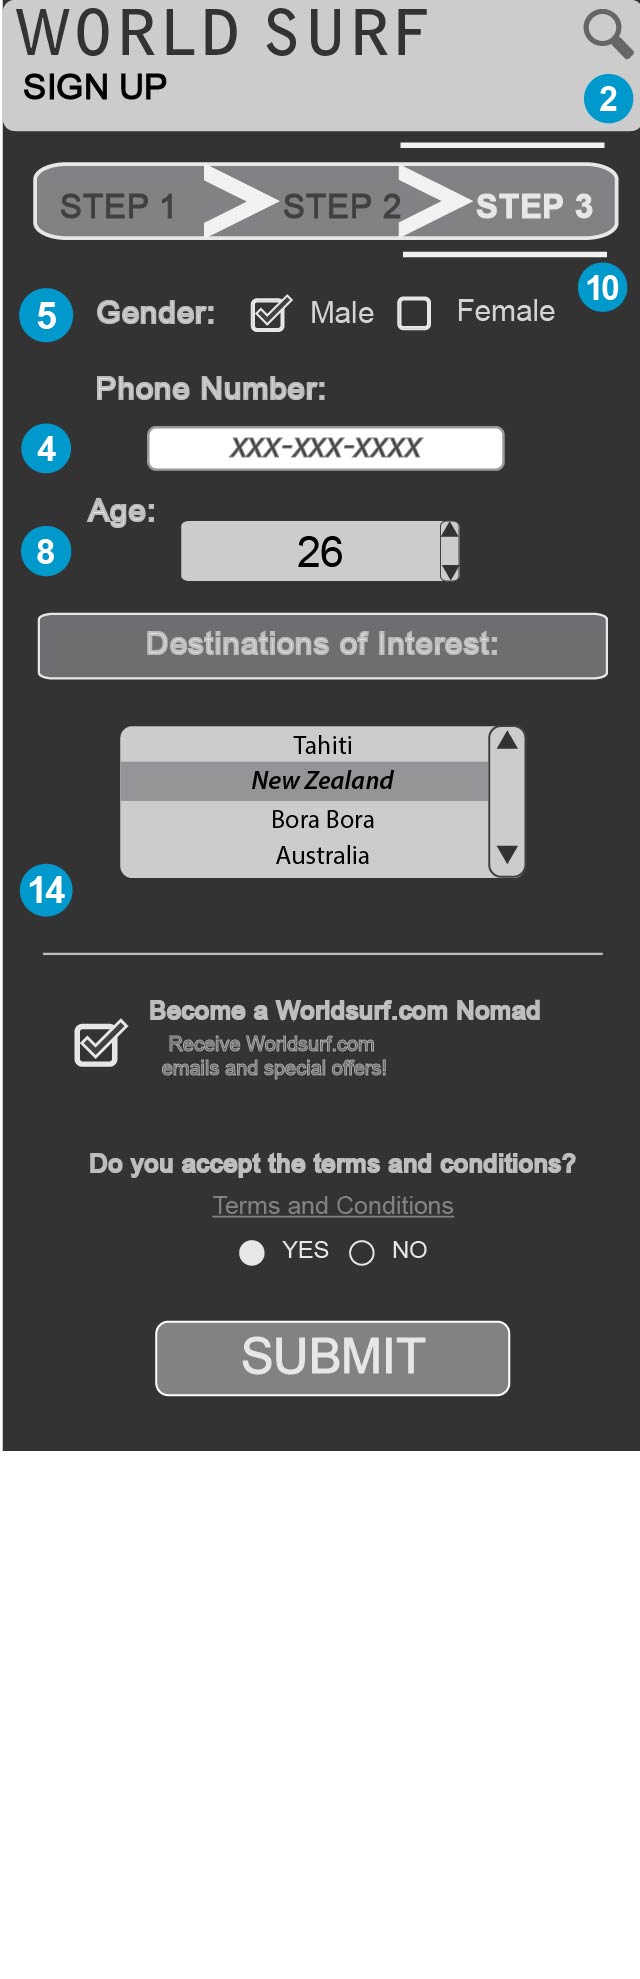 WORLD SURF
SIGN UP
2
STEP 1 STEP 2 STEP 3
10
5 Gender: Male Female
Phone Number:
4 XXX-XXX-XXXX
Age:
8 26
Destinations of Interest:
Tahiti
New Zealand
Bora Bora
Australia
14
Become a Worldsurf.com Nomad
Receive Worldsurf.com
emails and special offers!
Do you accept the terms and conditions?
Terms and Conditions
YES NO
SUBMIT